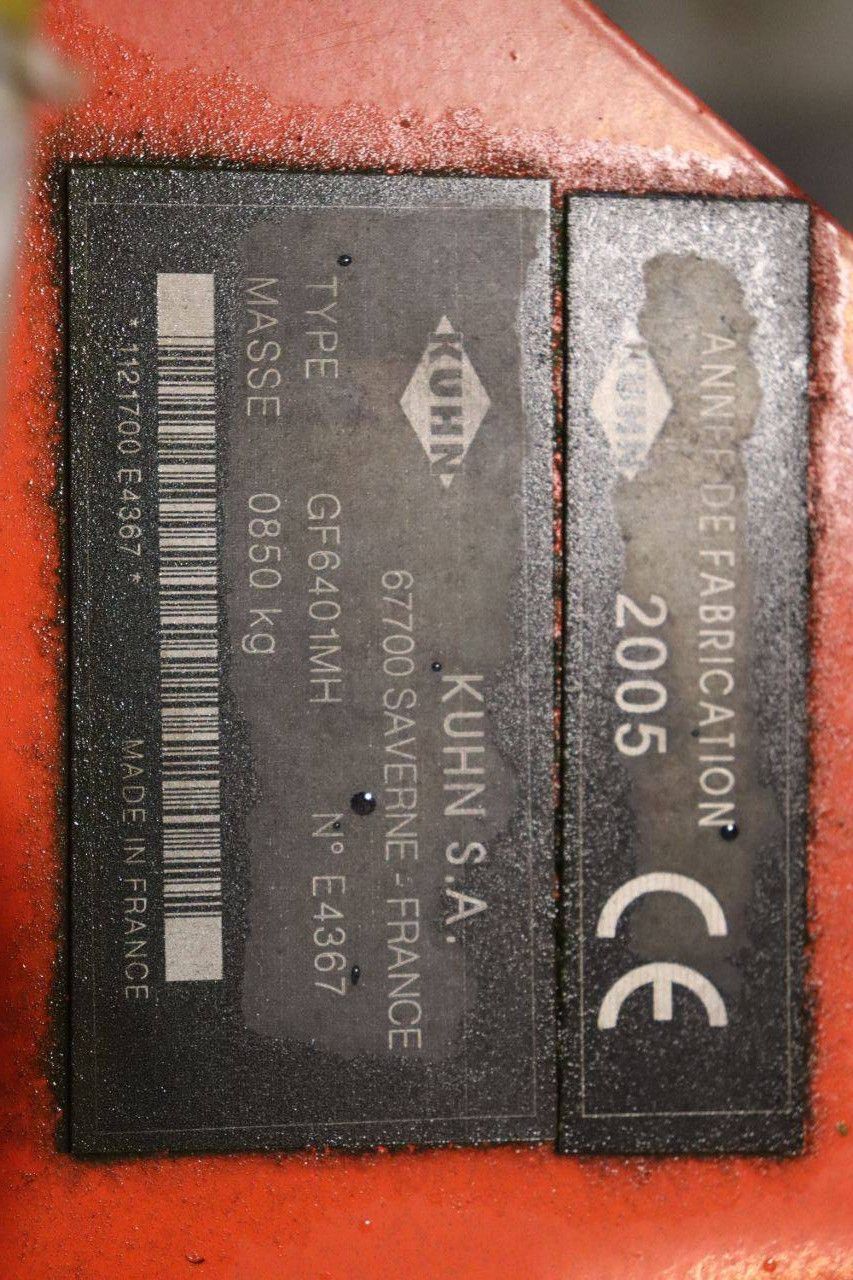 ANNEE DE FABRICATION
KUHN
2005
CE
KUHN S.A.
KUHN
67700 SAVERNE - FRANCE
TYPE GF6401MH N° E4367
MASSE 0850 kg
* 1121700 E4367 * MADE IN FRANCE